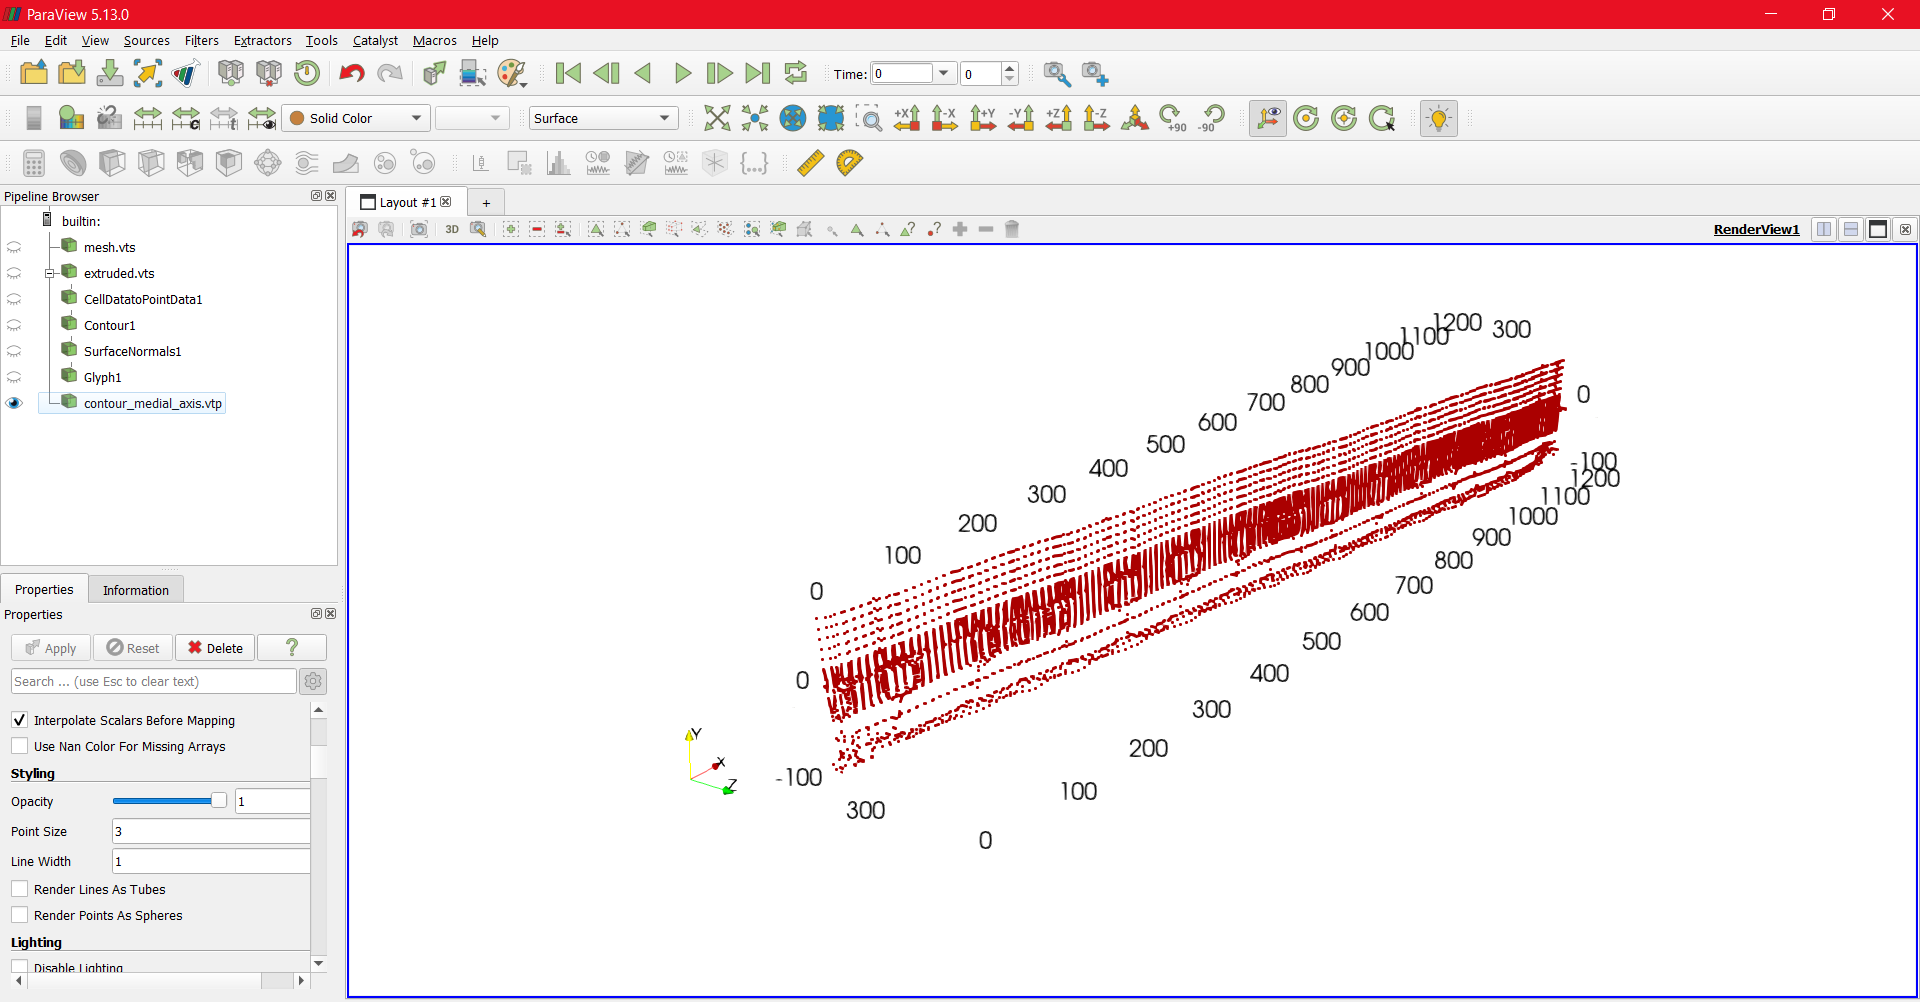 ParaView 5.13.0
File Edit View Sources Filters Extractors Tools Catalyst Macros Help
Time: 0 0
Solid Color Surface +X -X +Y -Y +Z -Z +90 -90
Pipeline Browser
builtin:
mesh.vts
extruded.vts
CellDatatoPointData1
Contour1
SurfaceNormals1
Glyph1
contour_medial_axis.vtp
Properties Information
Properties
Apply Reset Delete ?
Search ... (use Esc to clear text)
Interpolate Scalars Before Mapping
Use Nan Color For Missing Arrays
Styling
Opacity 1
Point Size 3
Line Width 1
Render Lines As Tubes
Render Points As Spheres
Lighting
Disable Lighting
Layout #1 +
3D RenderView1
0 100 200 300 400 500 600 700 800 900 1000 1100 1200 300
0
-100
1200
1100
1000
900
800
700
600
500
400
300
200
100
0
0
-100
300
Y
X
Z